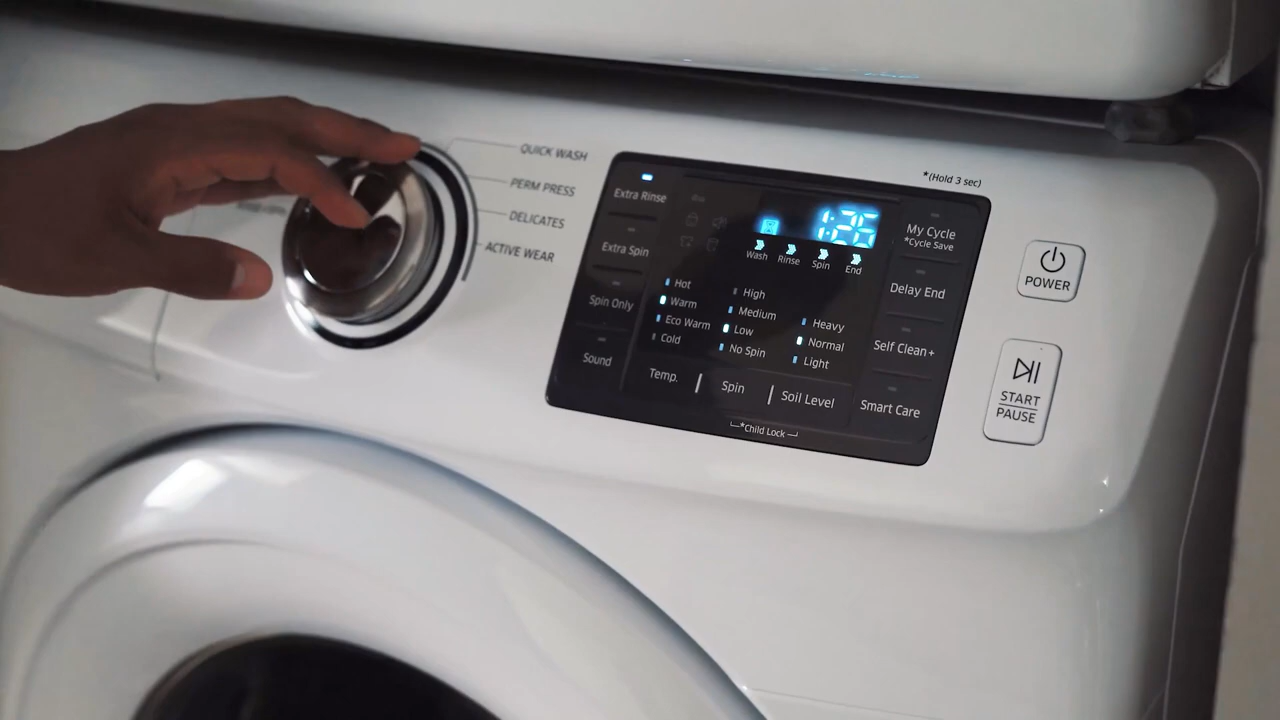 QUICK WASH
PERM PRESS
DELICATES
ACTIVE WEAR
*(Hold 3 sec)
Extra Rinse
Extra Spin
Spin Only
Sound
1:26
Wash
Rinse
Spin
End
Hot
Warm
Eco Warm
Cold
High
Medium
Low
No Spin
Heavy
Normal
Light
Temp.
Spin
Soil Level
*Child Lock
My Cycle
*Cycle Save
Delay End
Self Clean+
Smart Care
POWER
START
PAUSE